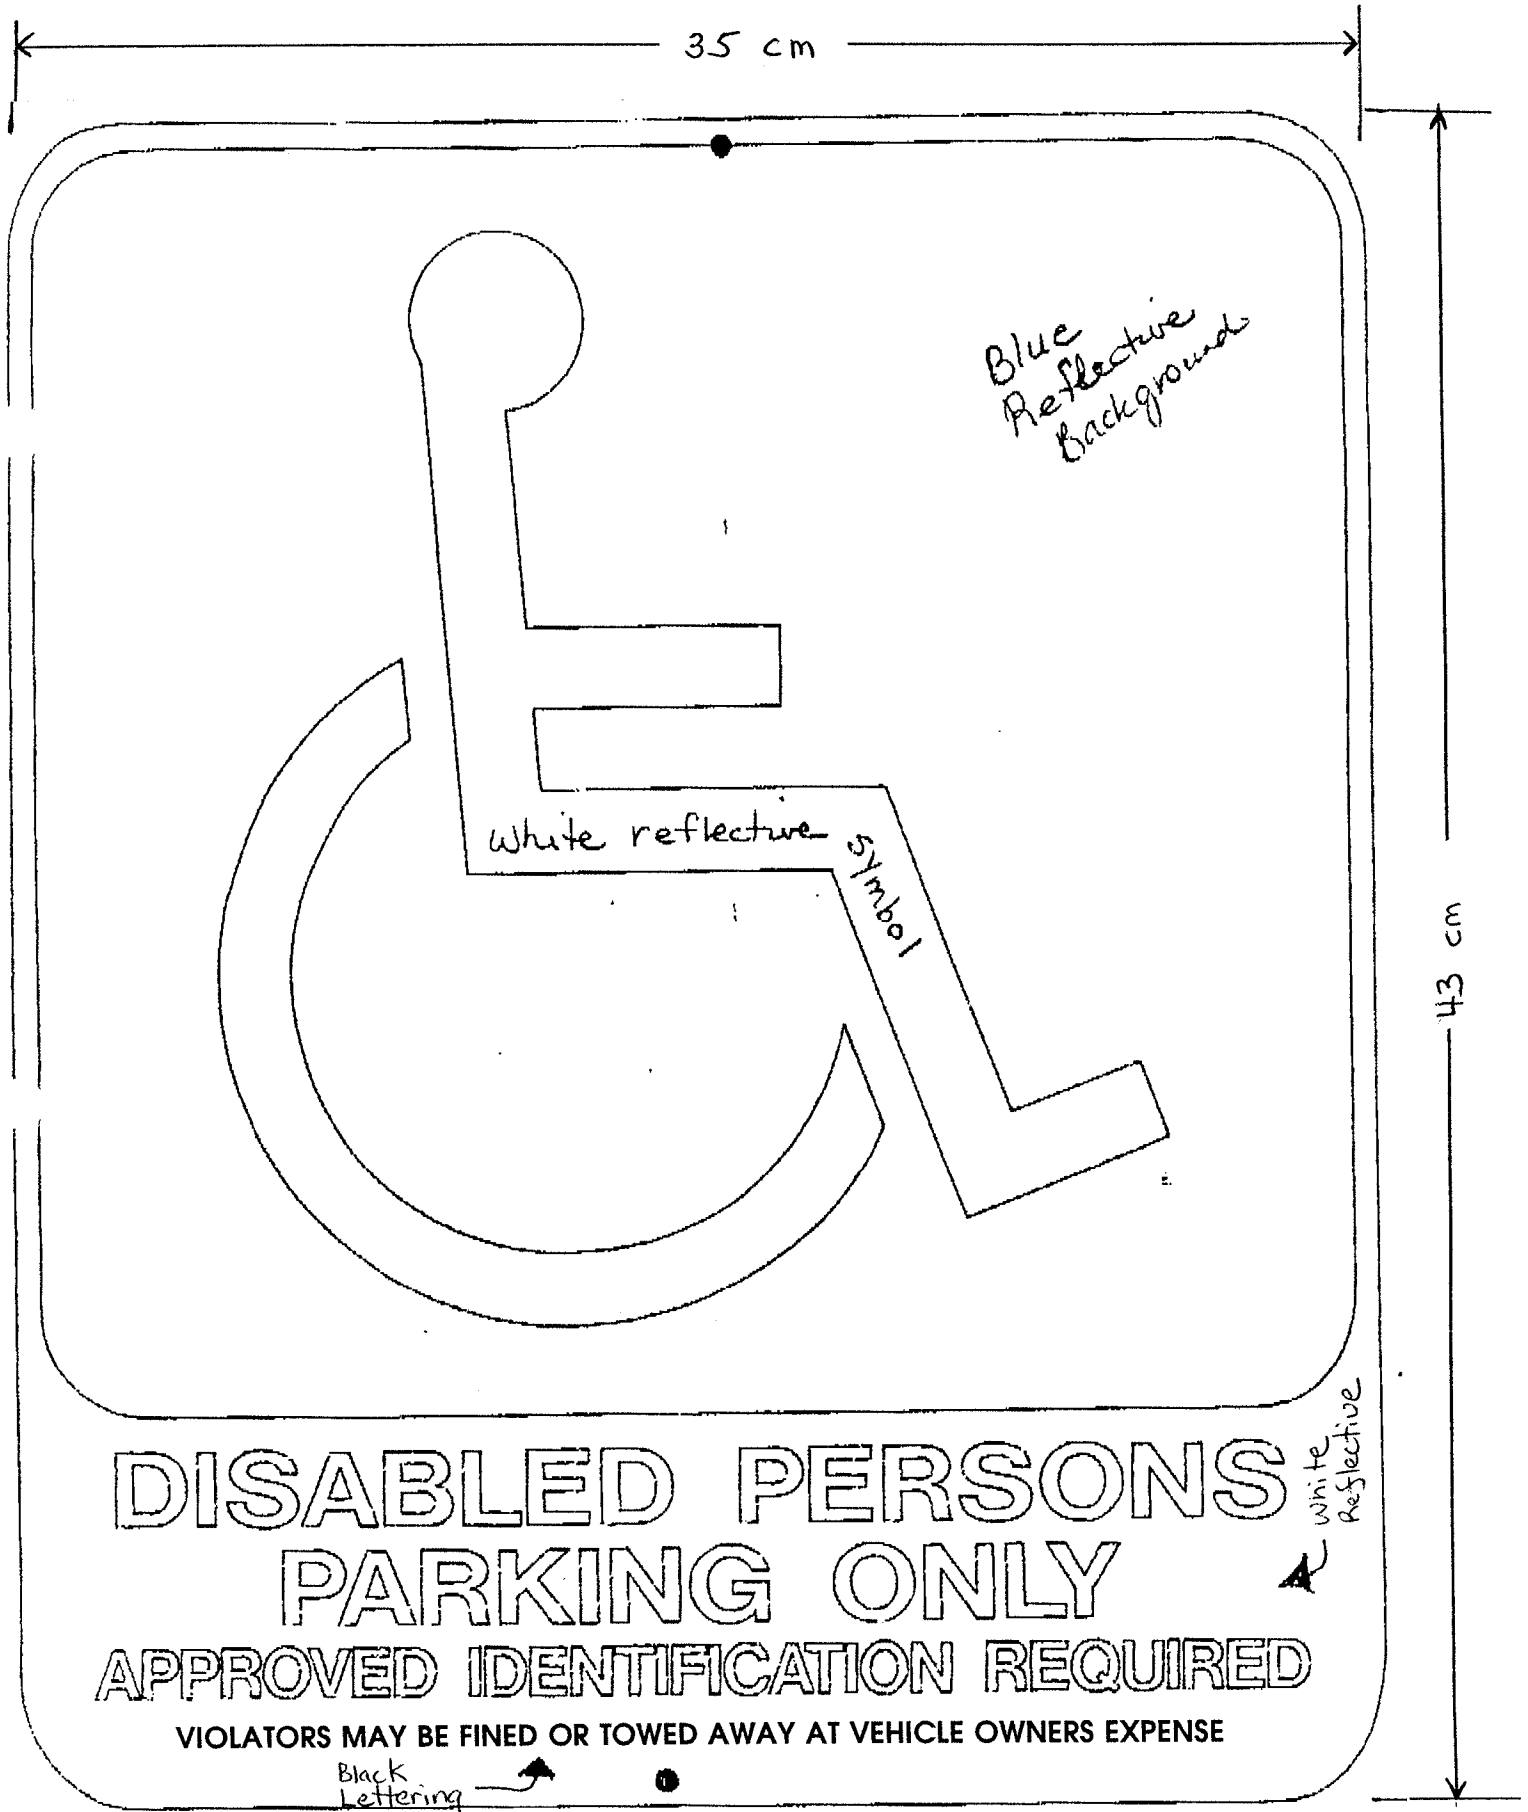 35 cm
Blue
Reflective
Background
White reflective
symbol
43 cm
DISABLED PERSONS
PARKING ONLY
APPROVED IDENTIFICATION REQUIRED
White
Reflective
VIOLATORS MAY BE FINED OR TOWED AWAY AT VEHICLE OWNERS EXPENSE
Black
Lettering